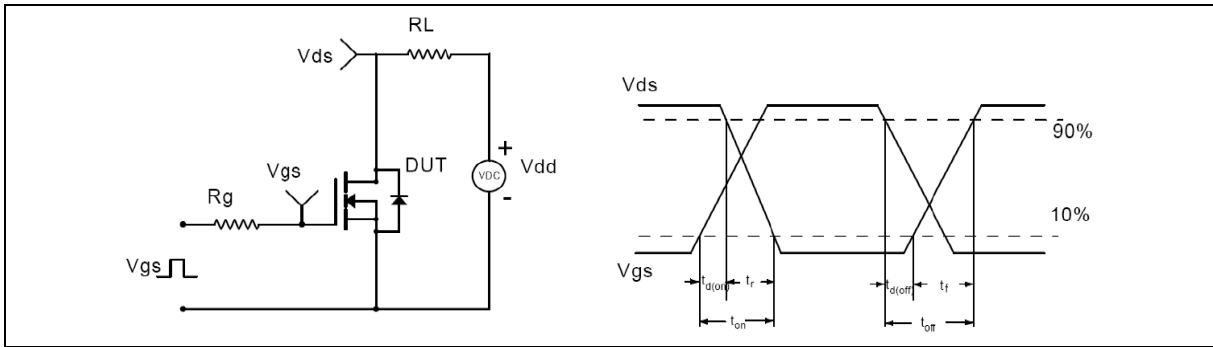 RL
Vds
Vgs
DUT
+
VDC
Vdd
-
Rg
Vgs
Vds
90%
10%
Vgs
td(on)
tr
td(off)
tf
ton
toff